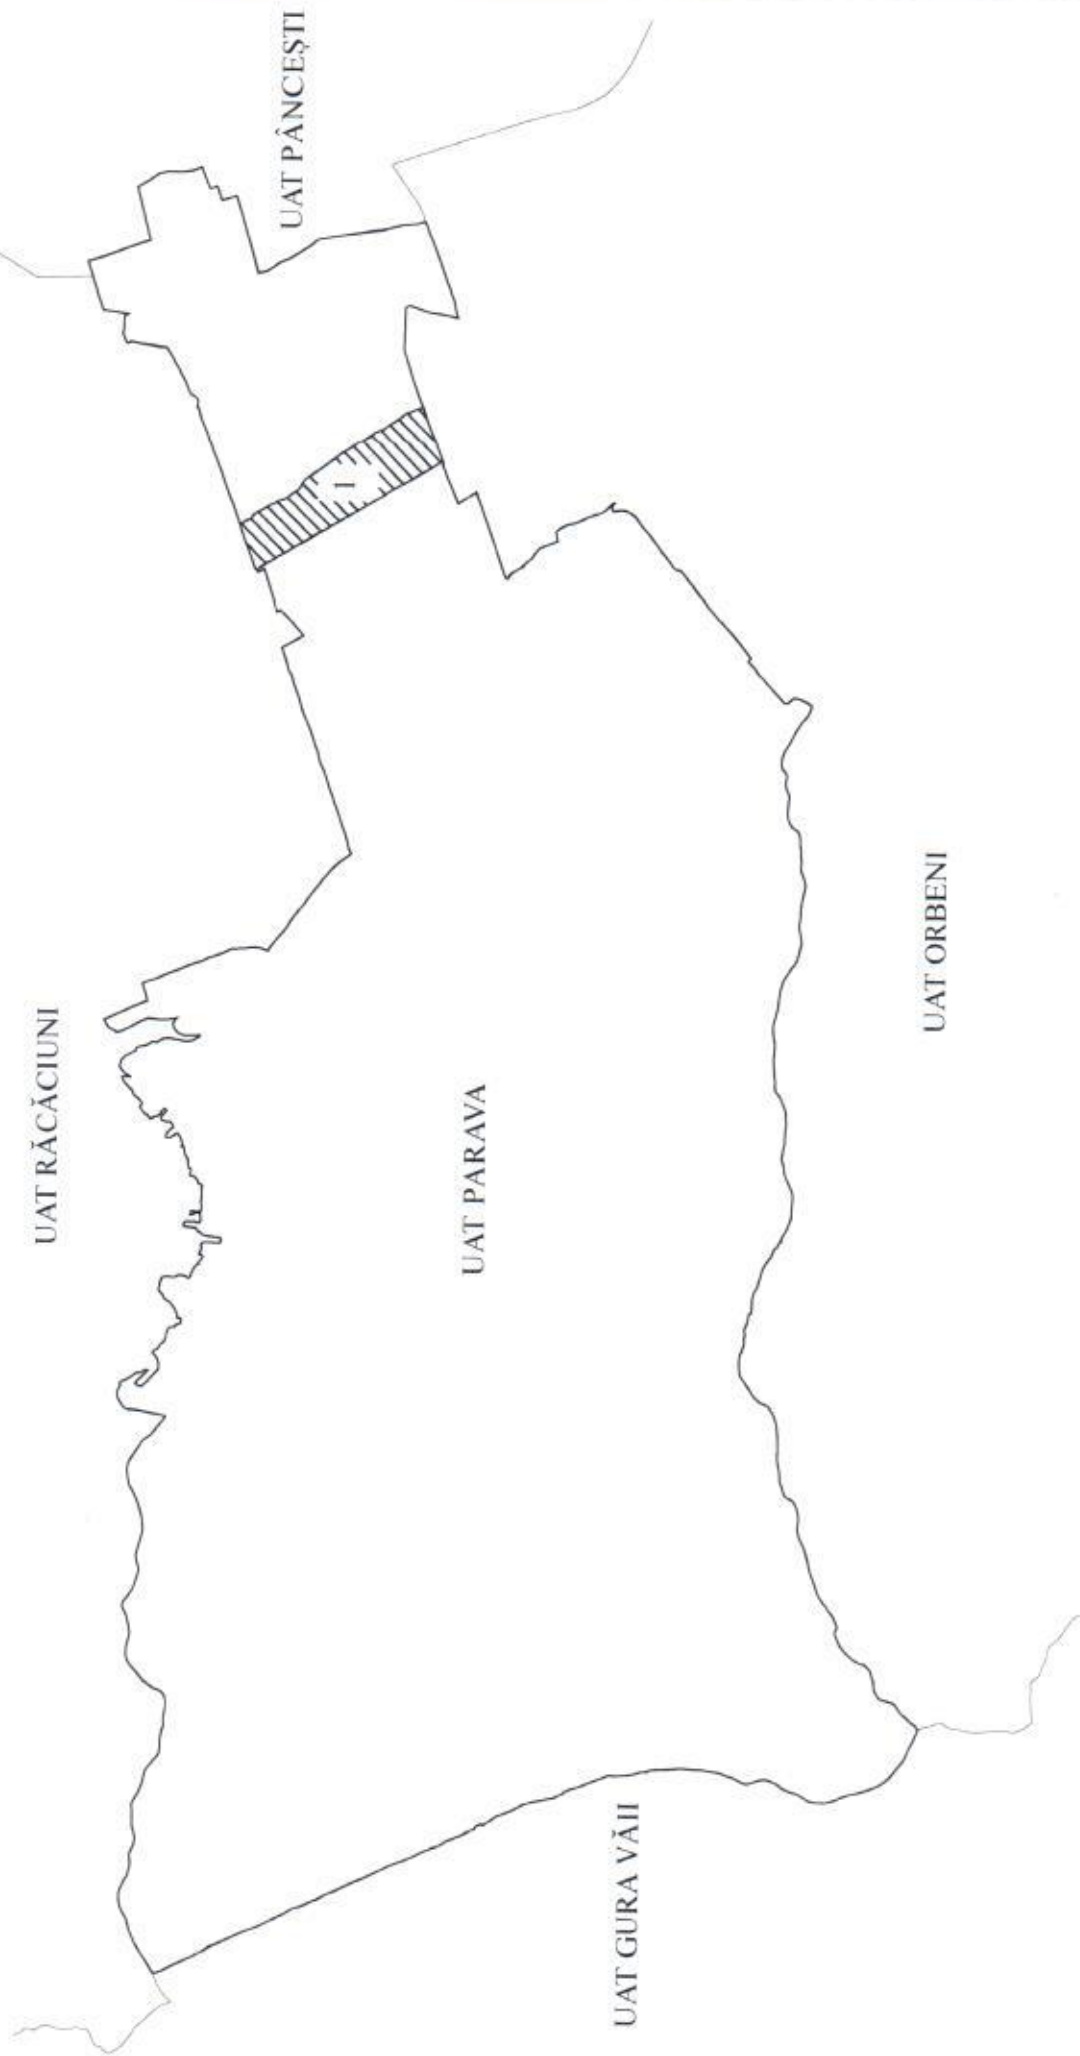 UAT RĂCĂCIUNI
UAT PÂNCEȘTI
1
UAT PARAVA
UAT ORBENI
UAT GURA VĂII